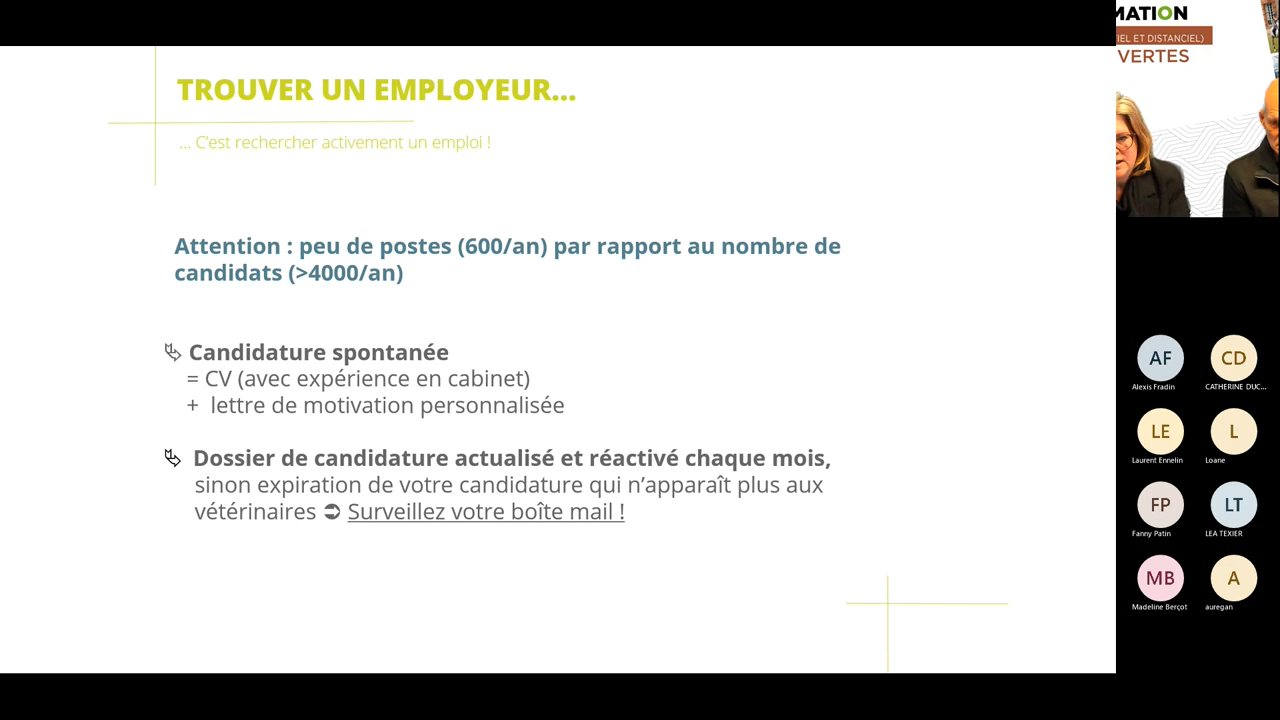 TROUVER UN EMPLOYEUR...
... C'est rechercher activement un emploi !
Attention : peu de postes (600/an) par rapport au nombre de
candidats (>4000/an)
Candidature spontanée
= CV (avec expérience en cabinet)
+ lettre de motivation personnalisée
Dossier de candidature actualisé et réactivé chaque mois,
sinon expiration de votre candidature qui n'apparaît plus aux
vétérinaires ➲ Surveillez votre boîte mail !
MATION
IEL ET DISTANCIEL)
VERTES
AF
CD
Alexis Fradin
CATHERINE DUC...
LE
L
Laurent Ennelin
Loane
FP
LT
Fanny Patin
LEA TEXIER
MB
A
Madeline Berçot
auregan